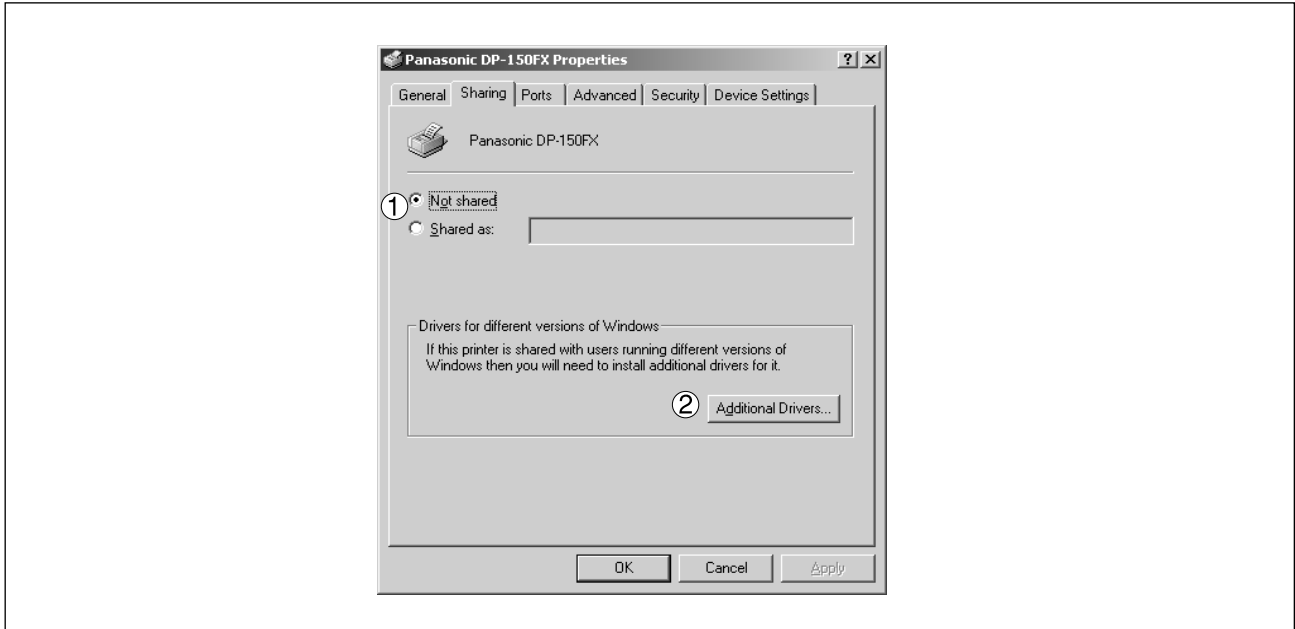 Panasonic DP-150FX Properties
General Sharing Ports Advanced Security Device Settings
Panasonic DP-150FX
① Not shared
Shared as:
Drivers for different versions of Windows
If this printer is shared with users running different versions of
Windows then you will need to install additional drivers for it.
② Additional Drivers...
OK Cancel Apply